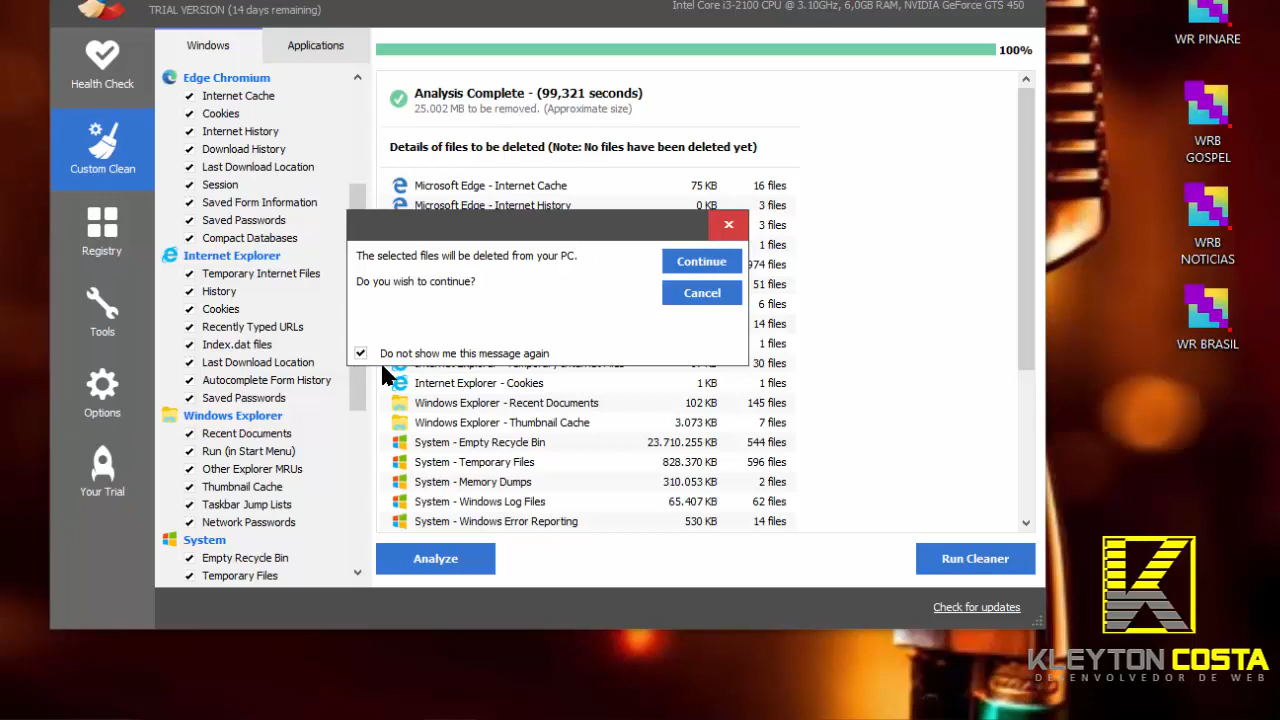 TRIAL VERSION (14 days remaining)
Intel Core i3-2100 CPU @ 3.10GHz, 6,0GB RAM, NVIDIA GeForce GTS 450
Health Check
Custom Clean
Registry
Tools
Options
Your Trial
Windows
Applications
Edge Chromium
Internet Cache
Cookies
Internet History
Download History
Last Download Location
Session
Saved Form Information
Saved Passwords
Compact Databases
Internet Explorer
Temporary Internet Files
History
Cookies
Recently Typed URLs
Index.dat files
Last Download Location
Autocomplete Form History
Saved Passwords
Windows Explorer
Recent Documents
Run (in Start Menu)
Other Explorer MRUs
Thumbnail Cache
Taskbar Jump Lists
Network Passwords
System
Empty Recycle Bin
Temporary Files
100%
Analysis Complete - (99,321 seconds)
25.002 MB to be removed. (Approximate size)
Details of files to be deleted (Note: No files have been deleted yet)
Microsoft Edge - Internet Cache 75 KB 16 files
Microsoft Edge - Internet History 0 KB 3 files
3 files
1 files
974 files
51 files
6 files
14 files
1 files
30 files
The selected files will be deleted from your PC.
Do you wish to continue?
Continue
Cancel
Do not show me this message again
Internet Explorer - Cookies 1 KB 1 files
Windows Explorer - Recent Documents 102 KB 145 files
Windows Explorer - Thumbnail Cache 3.073 KB 7 files
System - Empty Recycle Bin 23.710.255 KB 544 files
System - Temporary Files 828.370 KB 596 files
System - Memory Dumps 310.053 KB 2 files
System - Windows Log Files 65.407 KB 62 files
System - Windows Error Reporting 530 KB 14 files
Analyze
Run Cleaner
Check for updates
WR PINARE
WRB
GOSPEL
WRB
NOTICIAS
WR BRASIL
KLEYTON COSTA
DESENVOLVEDOR DE WEB